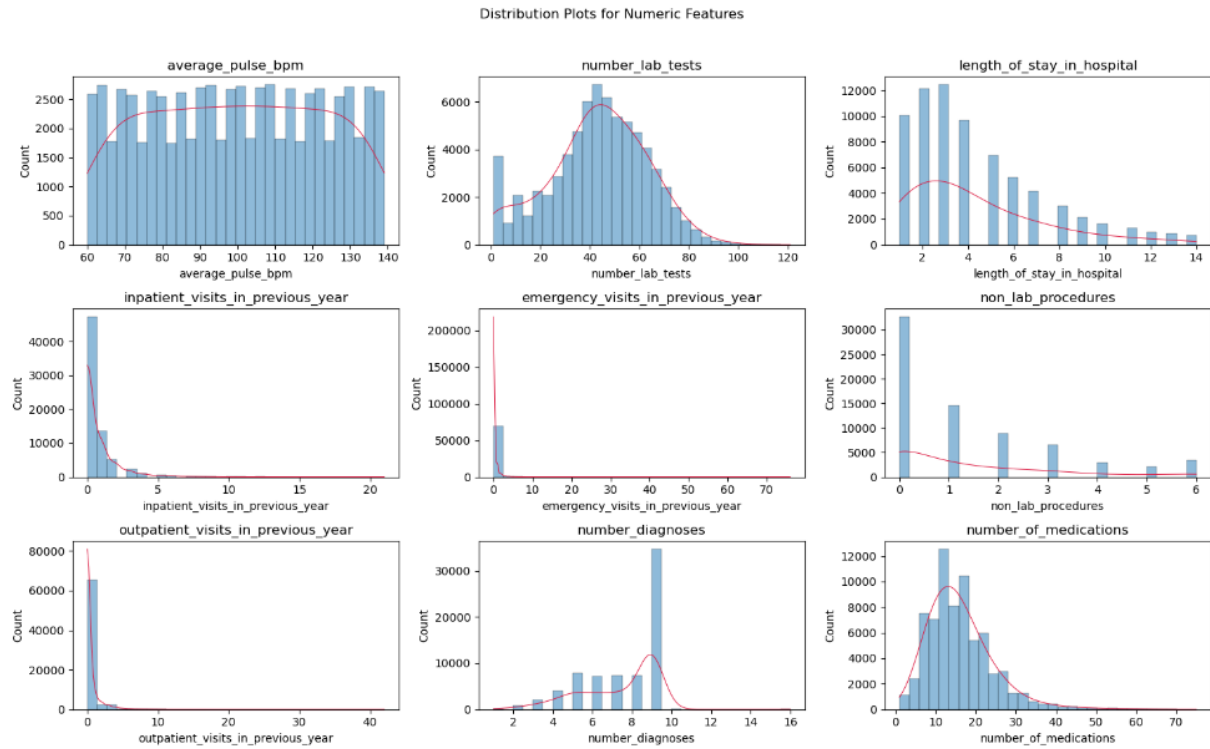 Distribution Plots for Numeric Features
average_pulse_bpm
number_lab_tests
length_of_stay_in_hospital
2500
2000
1500
1000
500
0
Count
60 70 80 90 100 110 120 130 140
average_pulse_bpm
6000
4000
2000
0
Count
0 20 40 60 80 100 120
number_lab_tests
12000
10000
8000
6000
4000
2000
0
Count
2 4 6 8 10 12 14
length_of_stay_in_hospital
inpatient_visits_in_previous_year
emergency_visits_in_previous_year
non_lab_procedures
40000
30000
20000
10000
0
Count
0 5 10 15 20
inpatient_visits_in_previous_year
200000
150000
100000
50000
0
Count
0 10 20 30 40 50 60 70
emergency_visits_in_previous_year
30000
25000
20000
15000
10000
5000
0
Count
0 1 2 3 4 5 6
non_lab_procedures
outpatient_visits_in_previous_year
number_diagnoses
number_of_medications
80000
60000
40000
20000
0
Count
0 10 20 30 40
outpatient_visits_in_previous_year
30000
20000
10000
0
Count
2 4 6 8 10 12 14 16
number_diagnoses
12000
10000
8000
6000
4000
2000
0
Count
0 10 20 30 40 50 60 70
number_of_medications